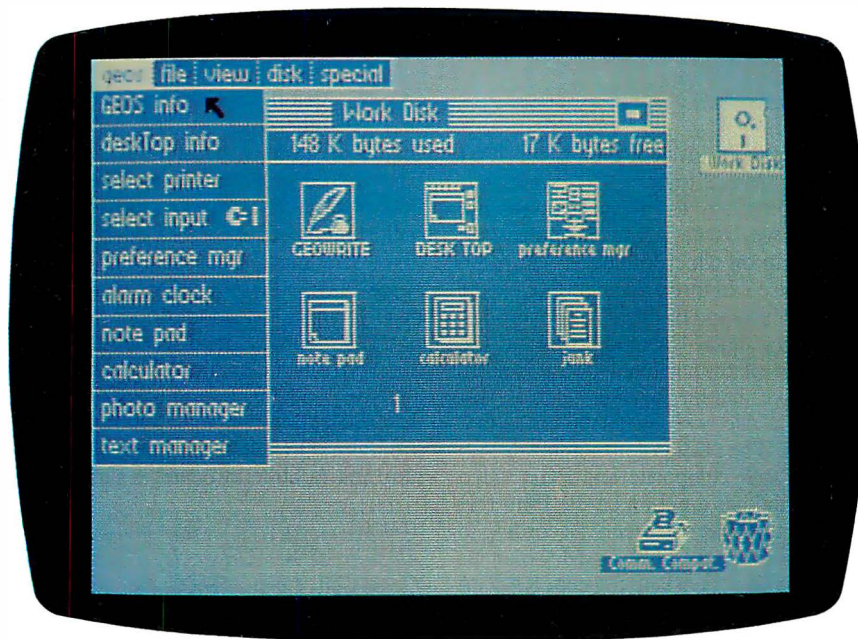 geos file view disk special
GEOS info
deskTop info
select printer
select input C=i
preference mgr
alarm clock
note pad
calculator
photo manager
text manager
Work Disk
148 K bytes used 17 K bytes free
GEOWRITE DESK TOP preference mgr
note pad calculator junk
1
Work Disk
Comm. Compat.